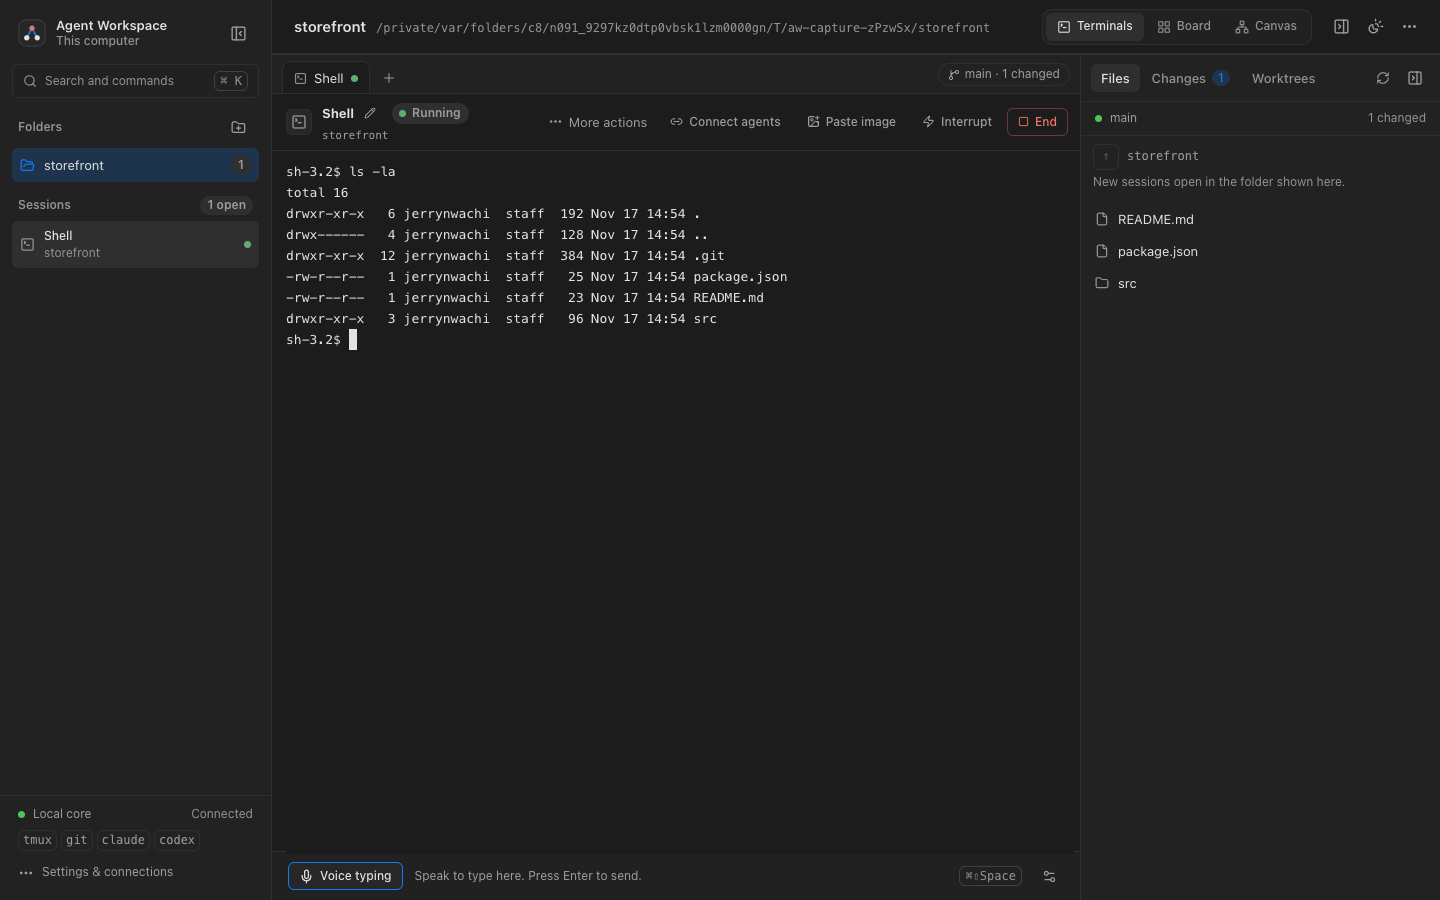 Agent Workspace
This computer
Search and commands ⌘ K
Folders
storefront 1
Sessions 1 open
Shell
storefront
Local core Connected
tmux git claude codex
Settings & connections
storefront /private/var/folders/c8/n091_9297kz0dtp0vbsk1lzm0000gn/T/aw-capture-zPzwSx/storefront
Terminals Board Canvas
Shell
main · 1 changed
Shell Running
storefront
More actions Connect agents Paste image Interrupt End
sh-3.2$ ls -la
total 16
drwxr-xr-x   6 jerrynwachi  staff  192 Nov 17 14:54 .
drwx------   4 jerrynwachi  staff  128 Nov 17 14:54 ..
drwxr-xr-x  12 jerrynwachi  staff  384 Nov 17 14:54 .git
-rw-r--r--   1 jerrynwachi  staff   25 Nov 17 14:54 package.json
-rw-r--r--   1 jerrynwachi  staff   23 Nov 17 14:54 README.md
drwxr-xr-x   3 jerrynwachi  staff   96 Nov 17 14:54 src
sh-3.2$
Voice typing Speak to type here. Press Enter to send. ⌘⇧Space
Files Changes 1 Worktrees
main 1 changed
↑ storefront
New sessions open in the folder shown here.
README.md
package.json
src